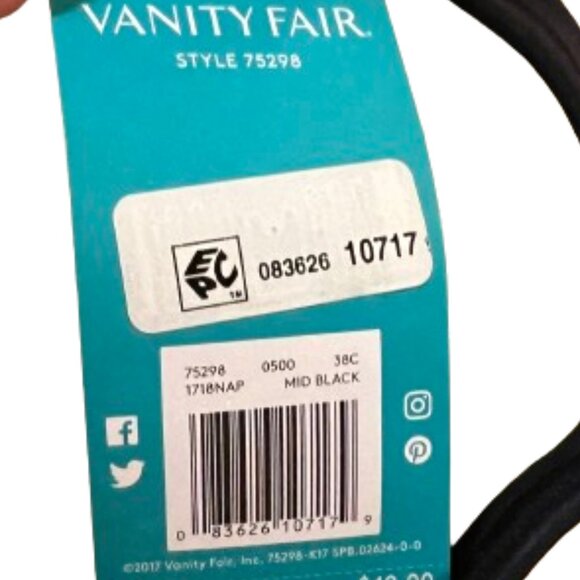 VANITY FAIR.
STYLE 75298
EPC TM 083626 10717
75298 0500 38C
1718NAP MID BLACK
0 83626 10717 9
©2017 Vanity Fair, Inc. 75298-K17 SPB.02624-0-0